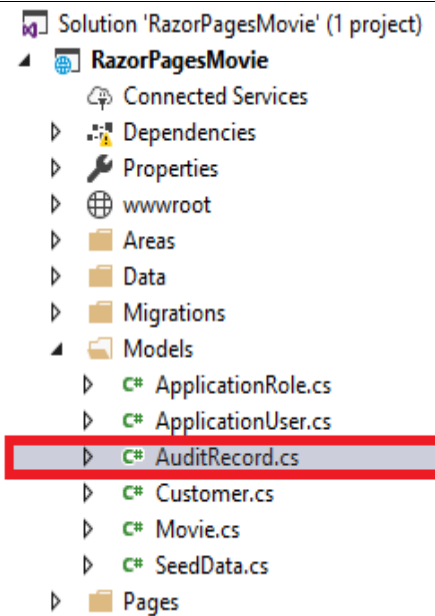 Solution 'RazorPagesMovie' (1 project)
RazorPagesMovie
Connected Services
Dependencies
Properties
wwwroot
Areas
Data
Migrations
Models
C# ApplicationRole.cs
C# ApplicationUser.cs
C# AuditRecord.cs
C# Customer.cs
C# Movie.cs
C# SeedData.cs
Pages